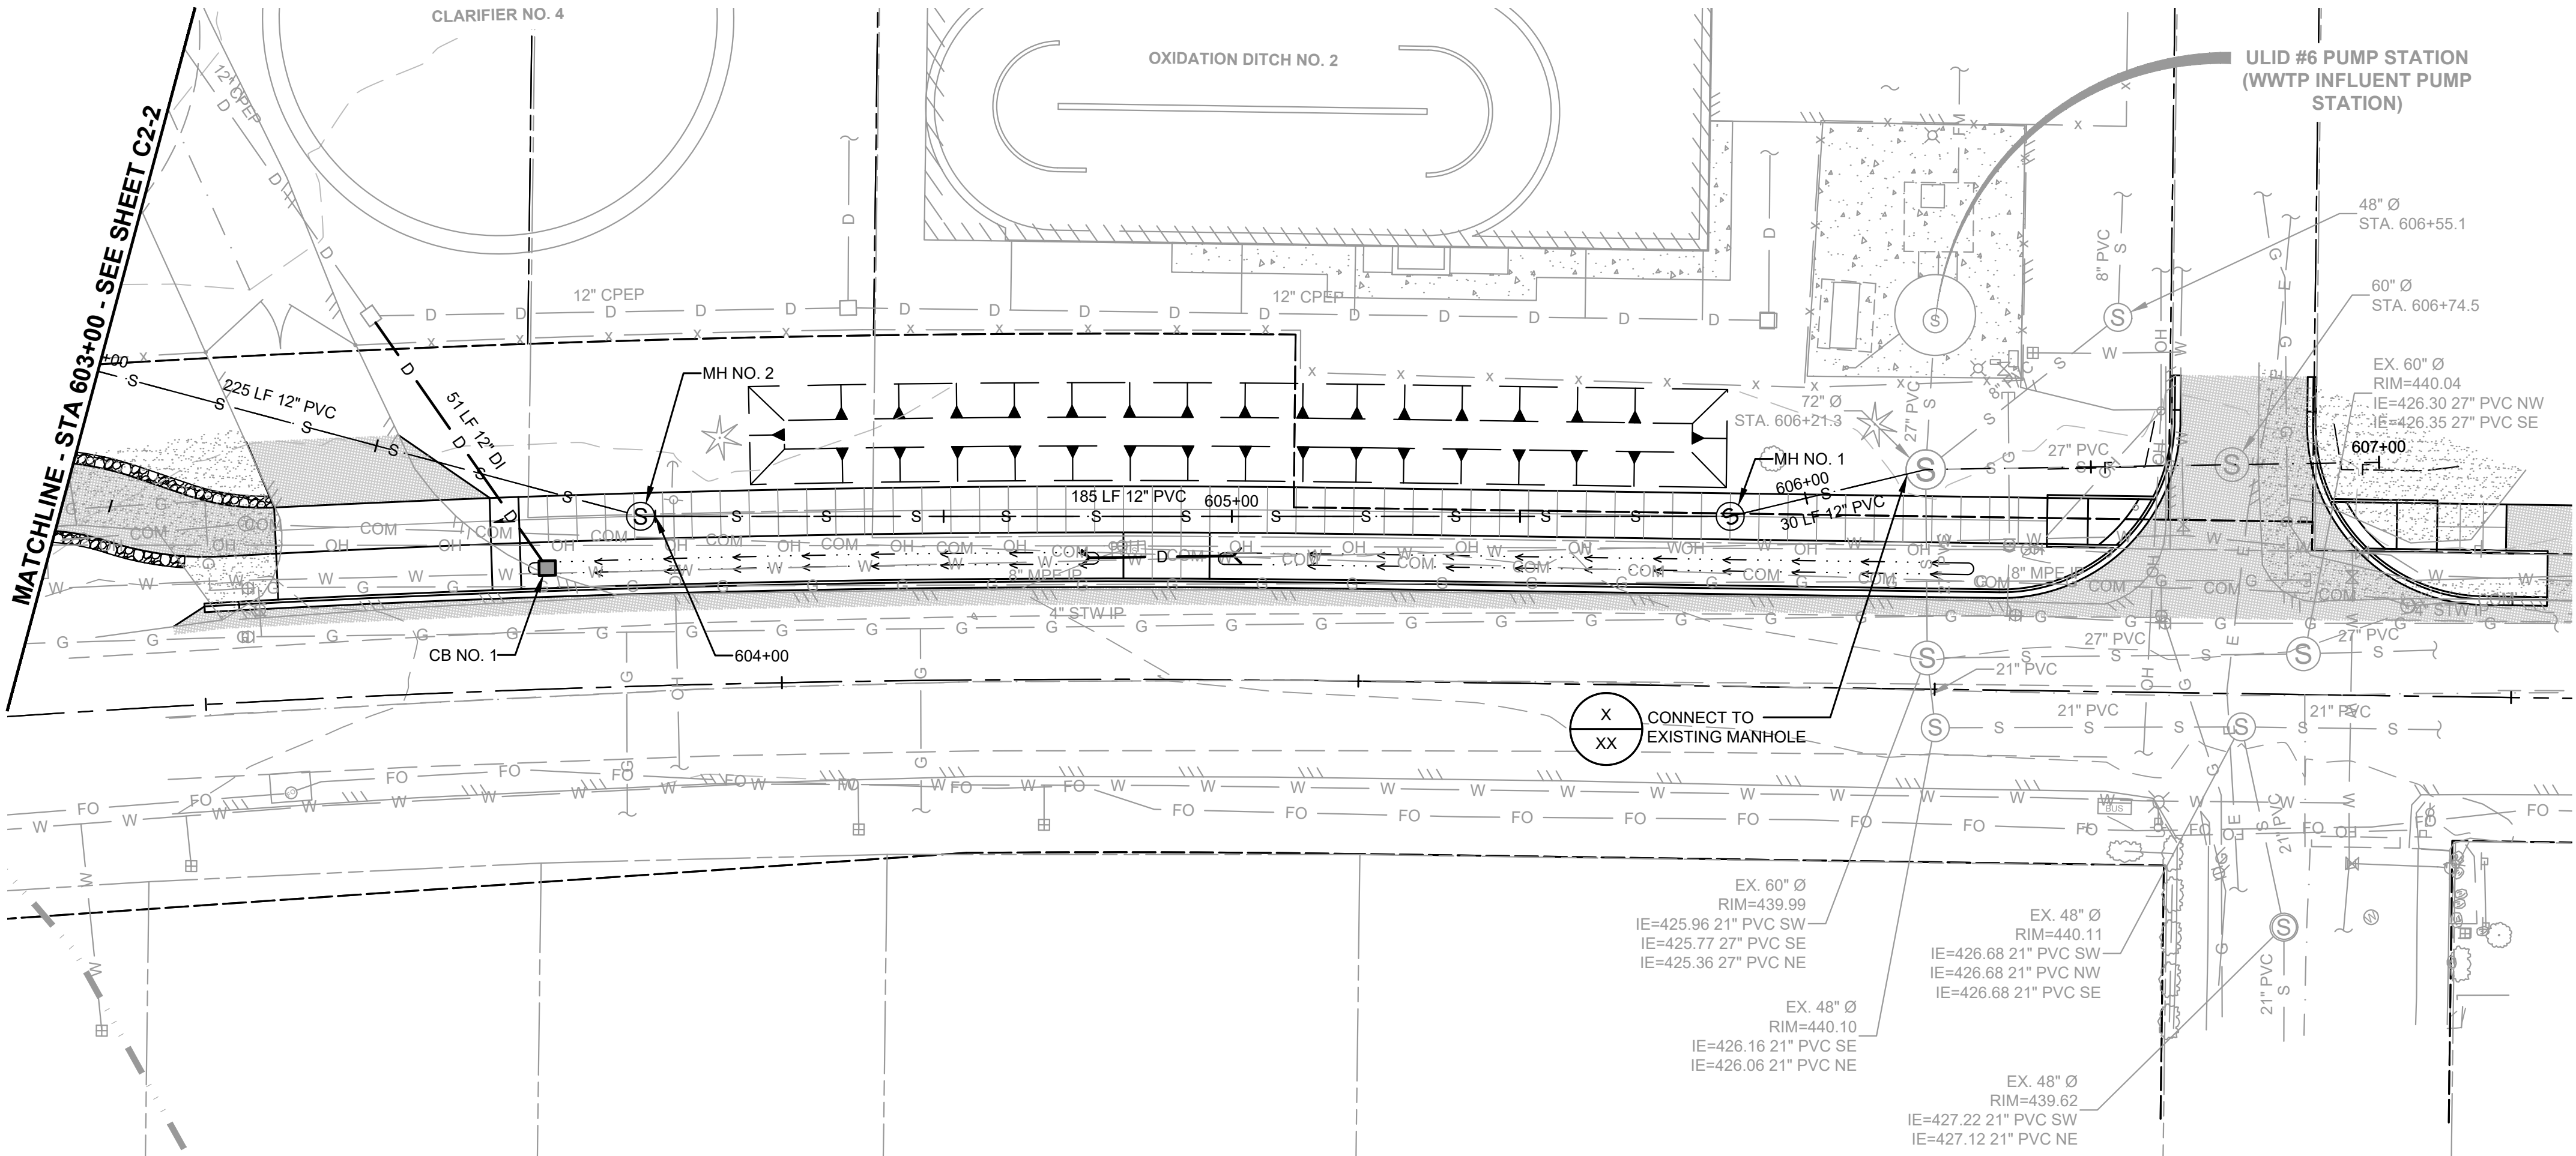 CLARIFIER NO. 4
OXIDATION DITCH NO. 2
ULID #6 PUMP STATION
(WWTP INFLUENT PUMP
STATION)
MATCHLINE - STA 603+00 - SEE SHEET C2-2
12" CPEP
12" CPEP
12" CPEP
48" Ø
STA. 606+55.1
8" PVC
60" Ø
STA. 606+74.5
EX. 60" Ø
RIM=440.04
IE=426.30 27" PVC NW
IE=426.35 27" PVC SE
607+00
+00
225 LF 12" PVC
51 LF 12" DI
MH NO. 2
72" Ø
STA. 606+21.3
27" PVC
27" PVC
MH NO. 1
185 LF 12" PVC
605+00
606+00
30 LF 12" PVC
8" MPE IP
8" MPE IP
4" STW IP
CB NO. 1
604+00
27" PVC
27" PVC
21" PVC
21" PVC
21" PVC
X
XX
CONNECT TO
EXISTING MANHOLE
BUS
21" PVC
EX. 60" Ø
RIM=439.99
IE=425.96 21" PVC SW
IE=425.77 27" PVC SE
IE=425.36 27" PVC NE
EX. 48" Ø
RIM=440.11
IE=426.68 21" PVC SW
IE=426.68 21" PVC NW
IE=426.68 21" PVC SE
21" PVC
EX. 48" Ø
RIM=440.10
IE=426.16 21" PVC SE
IE=426.06 21" PVC NE
EX. 48" Ø
RIM=439.62
IE=427.22 21" PVC SW
IE=427.12 21" PVC NE